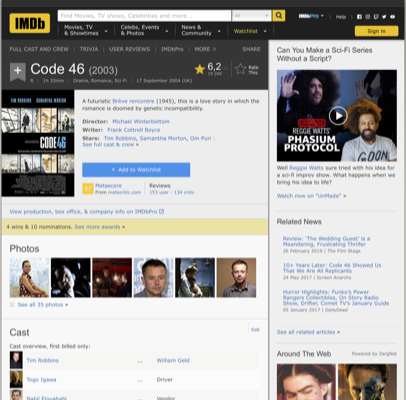 IMDb
Find Movies, TV shows, Celebrities and more...
All
IMDbPro
Help
Movies, TV
& Showtimes
Celebs, Events
& Photos
News &
Community
Watchlist
Sign in
FULL CAST AND CREW | TRIVIA | USER REVIEWS | IMDbPro | MORE
SHARE
Code 46 (2003)
6,2
Rate
This
1h 33min | Drama, Romance, Sci-Fi | 17 September 2004 (UK)
TIM ROBBINS SAMANTHA MORTON
CODE46
A futuristic Brève rencontre (1945), this is a love story in which the
romance is doomed by genetic incompatibility.
Director: Michael Winterbottom
Writer: Frank Cottrell Boyce
Stars: Tim Robbins, Samantha Morton, Om Puri
See full cast & crew »
+ Add to Watchlist
Metascore
From metacritic.com
Reviews
153 user | 134 critic
View production, box office, & company info on IMDbPro
4 wins & 10 nominations. See more awards »
Photos
See all 35 photos »
Cast
Edit
Cast overview, first billed only:
Tim Robbins ... William Geld
Togo Igawa ... Driver
Nabil Elouahabi ... Vendor
Can You Make a Sci-Fi Series
Without a Script?
REGGIE WATTS'
PHASIUM
PROTOCOL
Well Reggie Watts sure tried with his idea for
a sci-fi improv show. What happens when we
bring his idea to life?
Watch now on "UnMade" »
Related News
Review: 'The Wedding Guest' is a
Meandering, Frustrating Thriller
26 February 2019 | The Film Stage
10+ Years Later: Code 46 Showed Us
That We Are All Replicants
24 May 2017 | Screen Anarchy
Horror Highlights: Funko's Power
Rangers Collectibles, On Story Radio
Show, Drifter, Comet TV's January Guide
05 January 2017 | DailyDead
See all related articles »
Around The Web
Powered by ZergNet